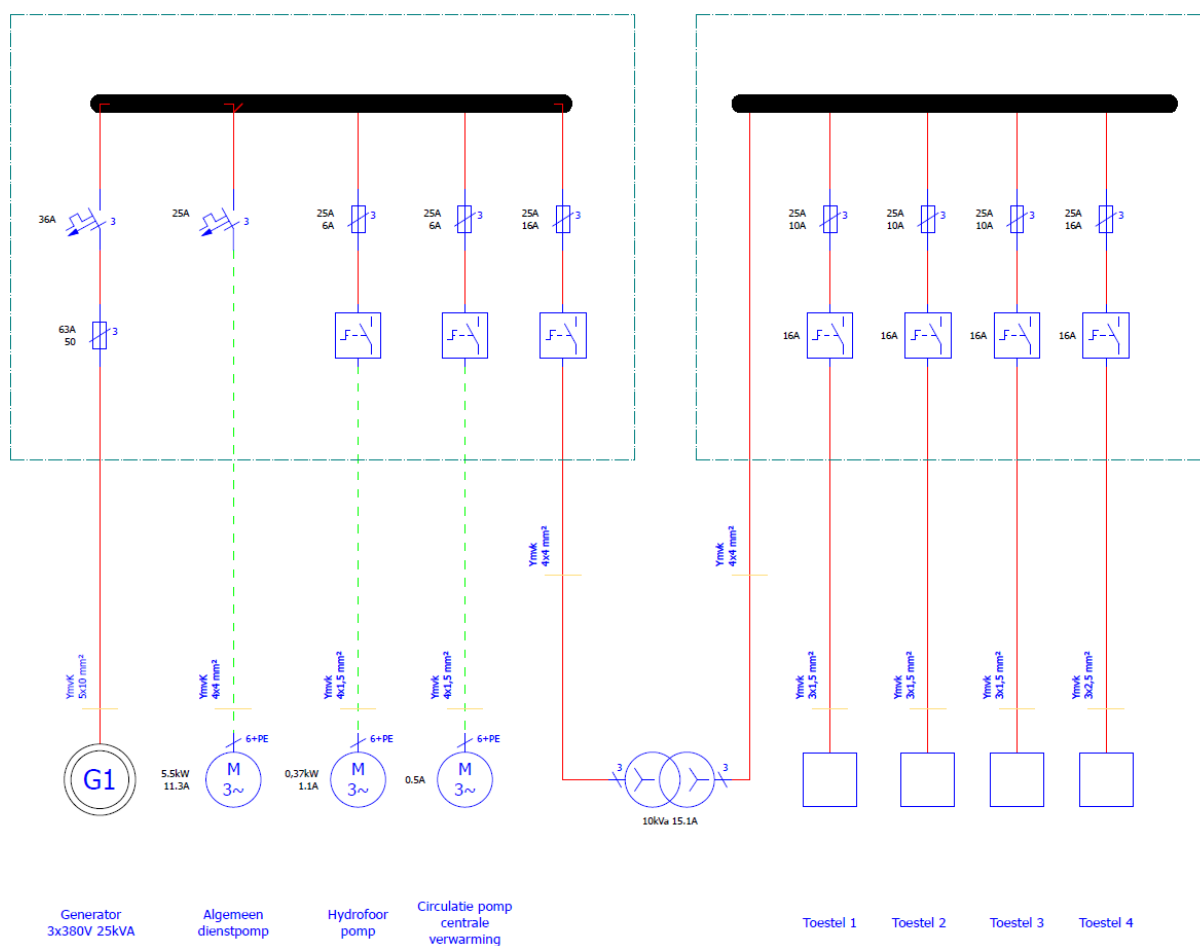 36A
3
25A
3
25A
6A
3
25A
6A
3
25A
16A
3
25A
10A
3
25A
10A
3
25A
10A
3
25A
16A
3
63A
50
3
16A
16A
16A
16A
Ymvk
4x4 mm²
Ymvk
4x4 mm²
YmvK
5x10 mm²
YmvK
4x4 mm²
Ymvk
4x1,5 mm²
Ymvk
4x1,5 mm²
Ymvk
3x1,5 mm²
Ymvk
3x1,5 mm²
Ymvk
3x1,5 mm²
Ymvk
3x2,5 mm²
6+PE
6+PE
6+PE
G1
5.5kW
11.3A
M
3~
0,37kW
1.1A
M
3~
0.5A
M
3~
3
3
10kVa 15.1A
Generator
3x380V 25kVA
Algemeen
dienstpomp
Hydrofoor
pomp
Circulatie pomp
centrale
verwarming
Toestel 1
Toestel 2
Toestel 3
Toestel 4